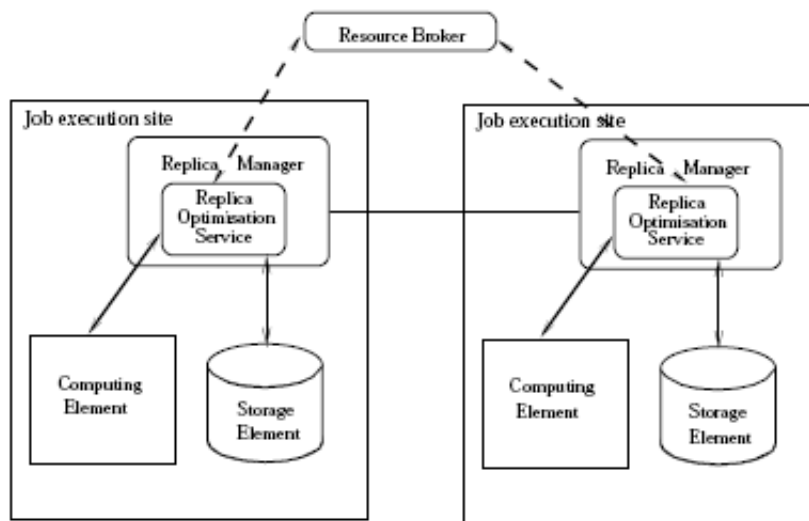 Resource Broker
Job execution site
Replica Manager
Replica
Optimisation
Service
Computing
Element
Storage
Element
Job execution site
Replica Manager
Replica
Optimisation
Service
Computing
Element
Storage
Element